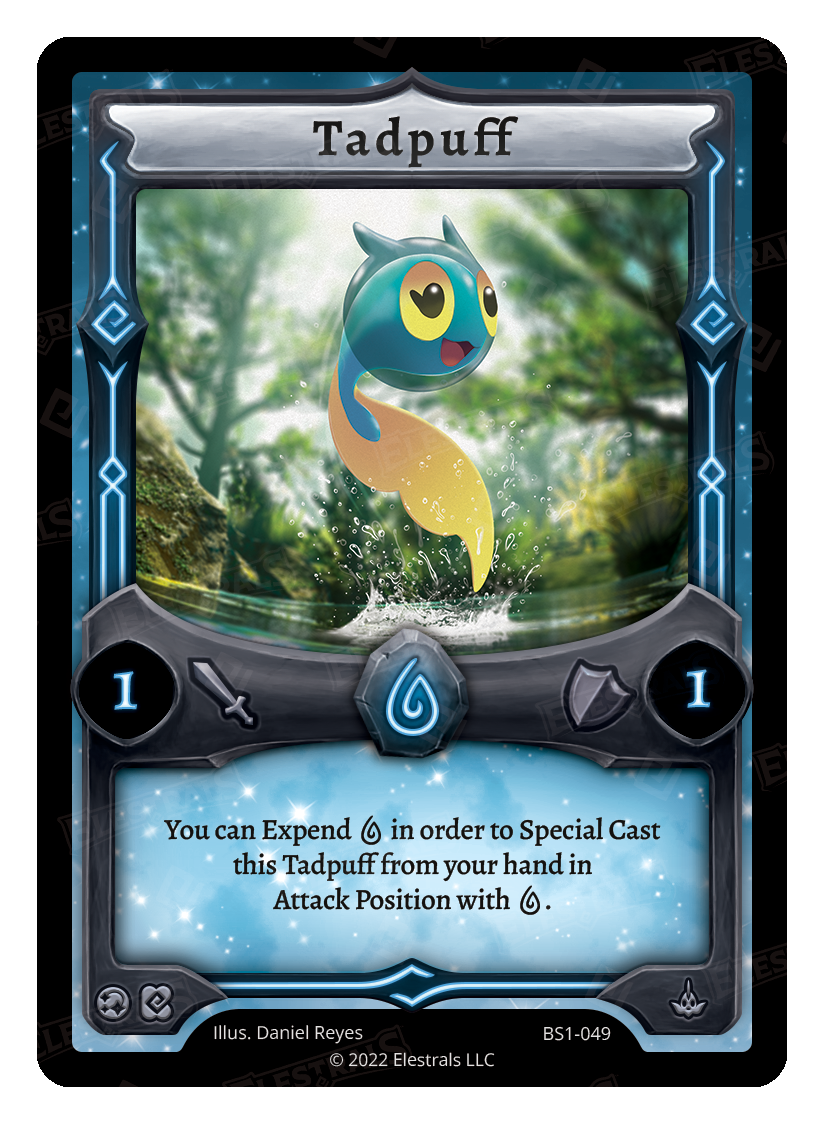 Tadpuff
1
1
You can Expend in order to Special Cast
this Tadpuff from your hand in
Attack Position with .
Illus. Daniel Reyes
BS1-049
© 2022 Elestrals LLC
ELESTRALS